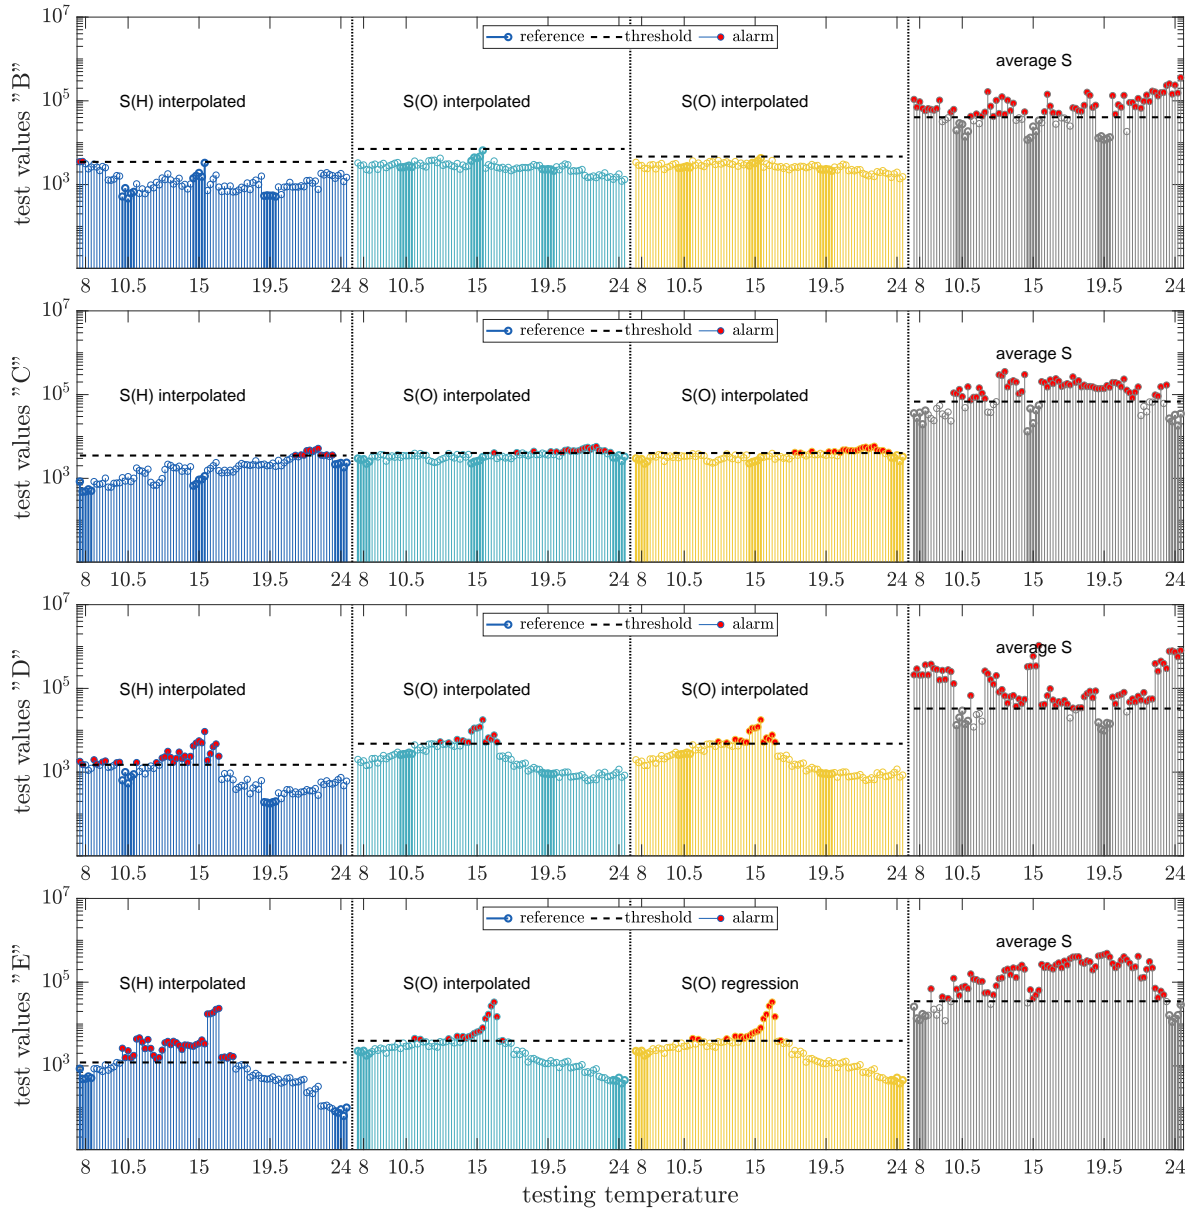 10^7
reference threshold alarm
average S
test values "B"
10^5
S(H) interpolated
S(O) interpolated
S(O) interpolated
10^3
8 10.5 15 19.5 24 8 10.5 15 19.5 24 8 10.5 15 19.5 24 8 10.5 15 19.5 24
10^7
reference threshold alarm
average S
test values "C"
10^5
S(H) interpolated
S(O) interpolated
S(O) interpolated
10^3
8 10.5 15 19.5 24 8 10.5 15 19.5 24 8 10.5 15 19.5 24 8 10.5 15 19.5 24
10^7
reference threshold alarm
average S
test values "D"
10^5
S(H) interpolated
S(O) interpolated
S(O) interpolated
10^3
8 10.5 15 19.5 24 8 10.5 15 19.5 24 8 10.5 15 19.5 24 8 10.5 15 19.5 24
10^7
reference threshold alarm
average S
test values "E"
10^5
S(H) interpolated
S(O) interpolated
S(O) regression
10^3
8 10.5 15 19.5 24 8 10.5 15 19.5 24 8 10.5 15 19.5 24 8 10.5 15 19.5 24
testing temperature